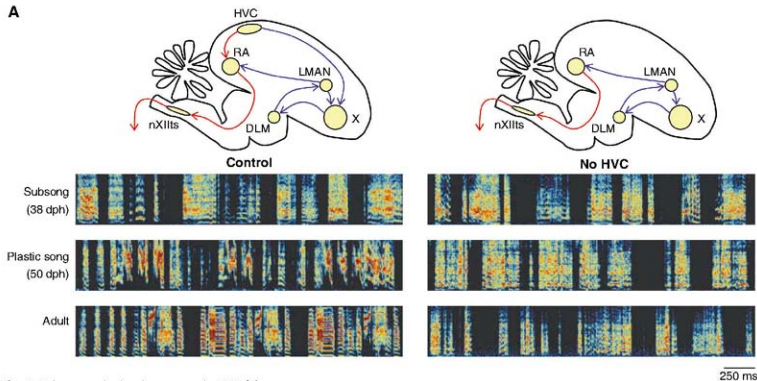 A
HVC
RA
LMAN
X
DLM
nXIIts
Control
RA
LMAN
X
DLM
nXIIts
No HVC
Subsong
(38 dph)
Plastic song
(50 dph)
Adult
250 ms